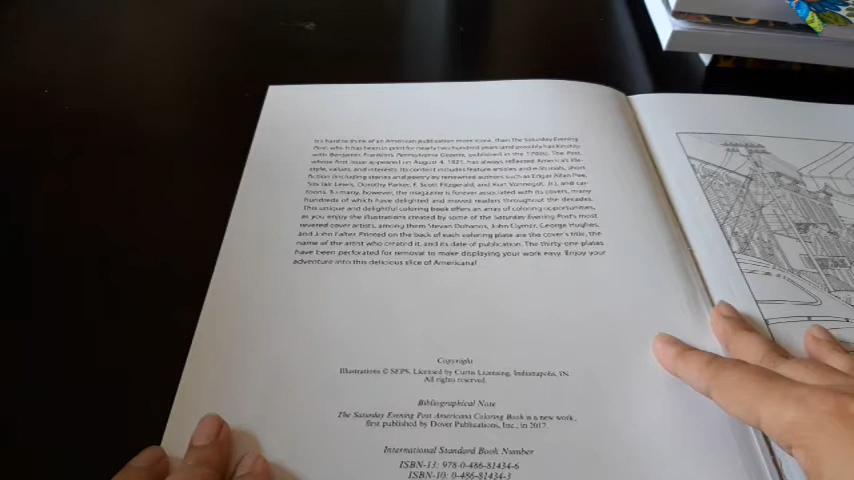 It's hard to think of an American publication more iconic than The Saturday Evening
Post, which has been in print for nearly two hundred years (and possibly has kinship
with Benjamin Franklin's Pennsylvania Gazette, published in the 1700s). The Post,
whose first issue appeared on August 4, 1821, has always reflected America's life-
style, values, and interests. Its content includes feature articles and editorials, short
fiction (including stories and poetry by renowned authors such as Edgar Allan Poe,
Sinclair Lewis, Dorothy Parker, F. Scott Fitzgerald, and Kurt Vonnegut, Jr.), and car-
toons. To many, however, the magazine is forever associated with its covers, many
hundreds of which have delighted and moved readers throughout the decades.
This unique and delightful coloring book offers an array of coloring opportunities,
as you enjoy the illustrations created by some of the Saturday Evening Post's most
revered cover artists, among them Stevan Dohanos, John Clymer, George Hughes,
and John Falter. Printed on the back of each coloring plate are the cover's title, the
name of the artist who created it, and its date of publication. The thirty-one plates
have been perforated for removal to make displaying your work easy. Enjoy your
adventure into this delicious slice of Americana!
Copyright
Illustrations © SEPS. Licensed by Curtis Licensing, Indianapolis, IN.
All rights reserved.
Bibliographical Note
The Saturday Evening Post Americana Coloring Book is a new work,
first published by Dover Publications, Inc., in 2017.
International Standard Book Number
ISBN-13: 978-0-486-81434-6
ISBN-10: 0-486-81434-3